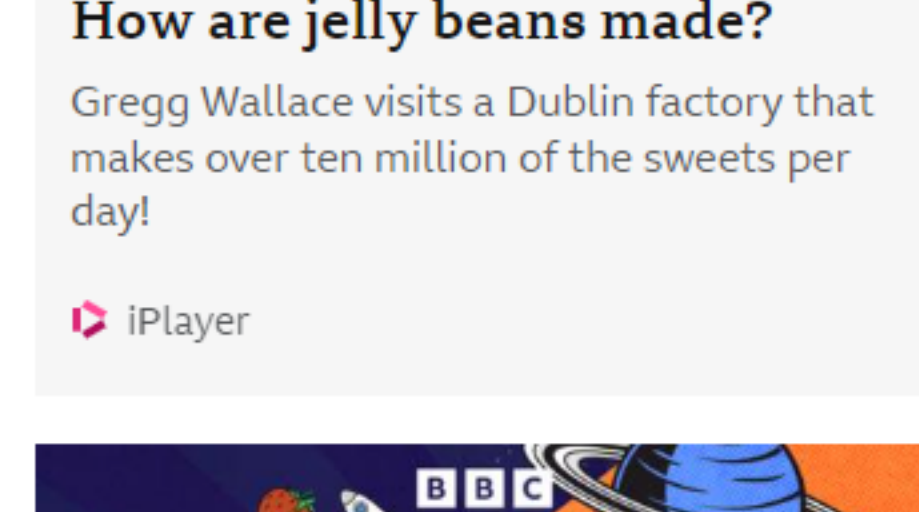 How are jelly beans made?
Gregg Wallace visits a Dublin factory that
makes over ten million of the sweets per
day!
iPlayer
BBC